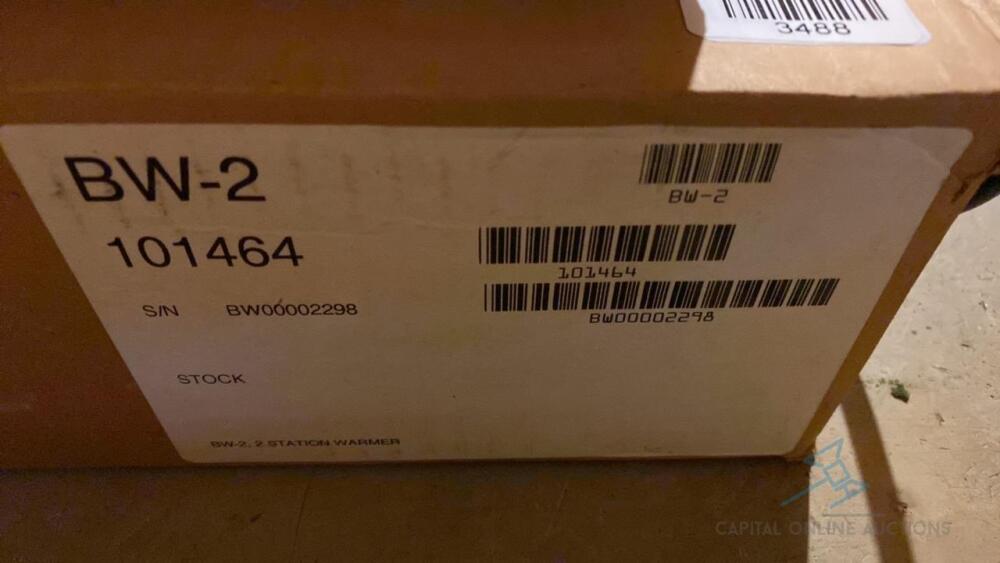 3488
BW-2
BW-2
101464
101464
S/N BW00002298
BW00002298
STOCK
BW-2, 2 STATION WARMER
CAPITAL ONLINE AUCTIONS